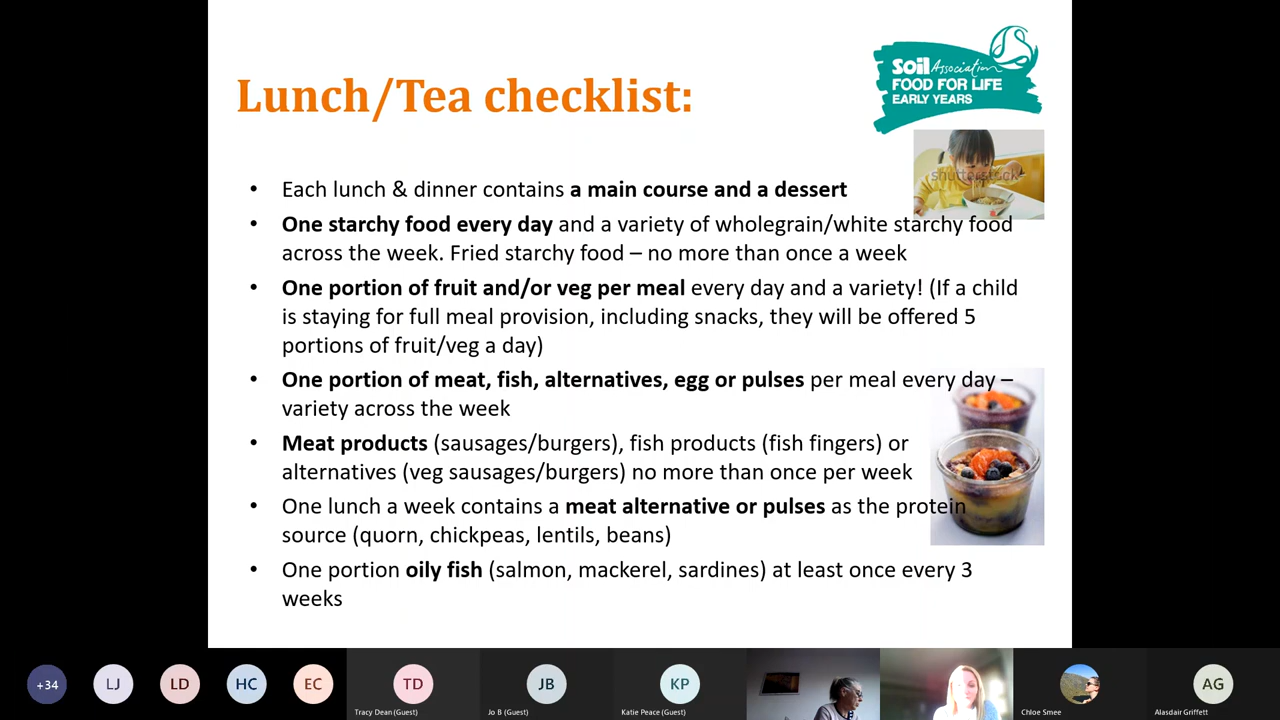 Lunch/Tea checklist:
soil Association
FOOD FOR LIFE
EARLY YEARS
shutterstock
• Each lunch & dinner contains a main course and a dessert
• One starchy food every day and a variety of wholegrain/white starchy food
across the week. Fried starchy food – no more than once a week
• One portion of fruit and/or veg per meal every day and a variety! (If a child
is staying for full meal provision, including snacks, they will be offered 5
portions of fruit/veg a day)
• One portion of meat, fish, alternatives, egg or pulses per meal every day –
variety across the week
• Meat products (sausages/burgers), fish products (fish fingers) or
alternatives (veg sausages/burgers) no more than once per week
• One lunch a week contains a meat alternative or pulses as the protein
source (quorn, chickpeas, lentils, beans)
• One portion oily fish (salmon, mackerel, sardines) at least once every 3
weeks
+34 LJ LD HC EC TD JB KP AG
Tracy Dean (Guest) Jo B (Guest) Katie Peace (Guest) Chloe Smee Alasdair Griffett